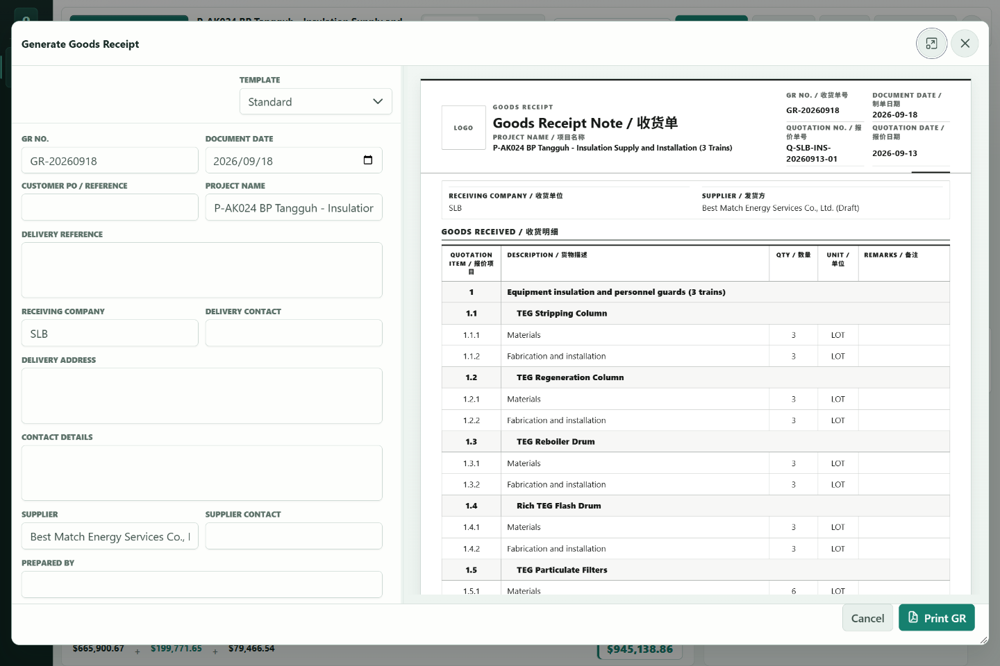 Generate Goods Receipt
TEMPLATE
Standard
GR NO.
DOCUMENT DATE
GR-20260918
2026/09/18
CUSTOMER PO / REFERENCE
PROJECT NAME
P-AK024 BP Tangguh - Insulation
DELIVERY REFERENCE
RECEIVING COMPANY
DELIVERY CONTACT
SLB
DELIVERY ADDRESS
CONTACT DETAILS
SUPPLIER
SUPPLIER CONTACT
Best Match Energy Services Co.,
PREPARED BY
LOGO
GOODS RECEIPT
Goods Receipt Note / 收货单
PROJECT NAME / 项目名称
P-AK024 BP Tangguh - Insulation Supply and Installation (3 Trains)
GR NO. / 收货单号
GR-20260918
DOCUMENT DATE /
制单日期
2026-09-18
QUOTATION NO. / 报
价单号
Q-SLB-INS-
20260913-01
QUOTATION DATE /
报价日期
2026-09-13
RECEIVING COMPANY / 收货单位
SLB
SUPPLIER / 发货方
Best Match Energy Services Co., Ltd. (Draft)
GOODS RECEIVED / 收货明细
QUOTATION
ITEM / 报价项
目
DESCRIPTION / 货物描述
QTY / 数量
UNIT /
单位
REMARKS / 备注
1 Equipment insulation and personnel guards (3 trains)
1.1 TEG Stripping Column
1.1.1 Materials 3 LOT
1.1.2 Fabrication and installation 3 LOT
1.2 TEG Regeneration Column
1.2.1 Materials 3 LOT
1.2.2 Fabrication and installation 3 LOT
1.3 TEG Reboiler Drum
1.3.1 Materials 3 LOT
1.3.2 Fabrication and installation 3 LOT
1.4 Rich TEG Flash Drum
1.4.1 Materials 3 LOT
1.4.2 Fabrication and installation 3 LOT
1.5 TEG Particulate Filters
1.5.1 Materials 6 LOT
Cancel
Print GR
$665,900.67 + $199,771.65 + $79,466.54
$945,138.86